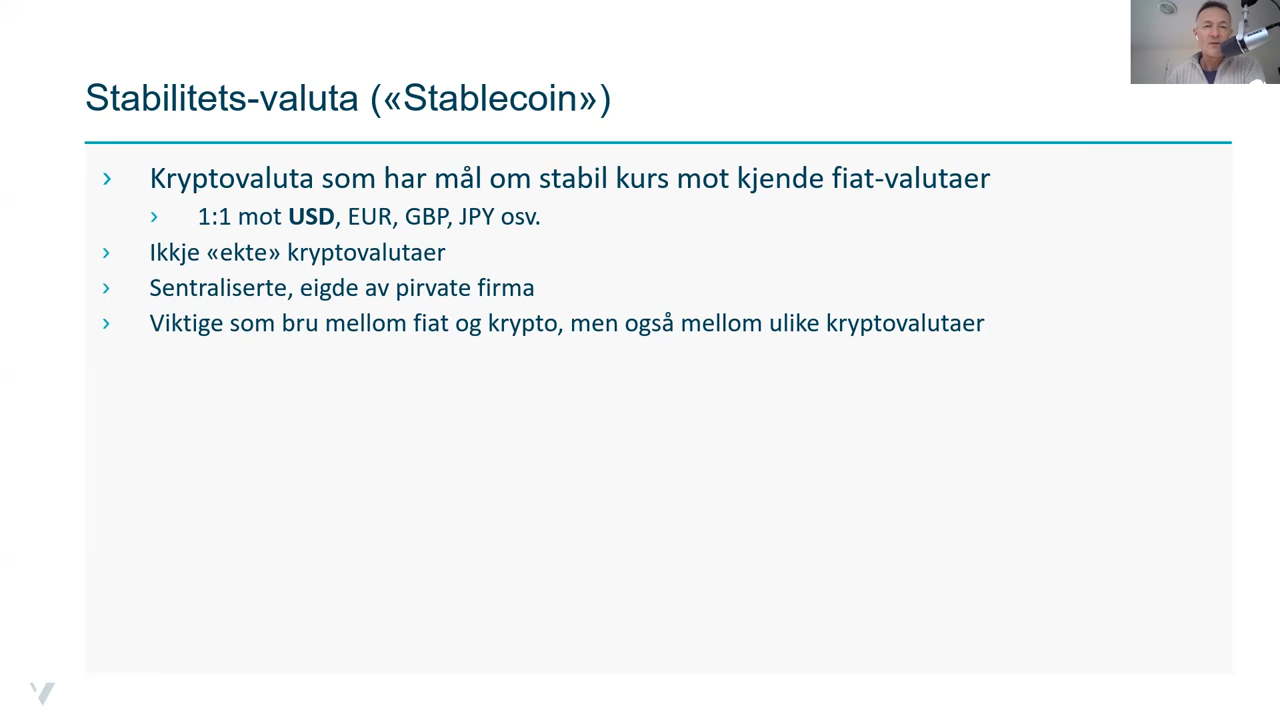 Stabilitets-valuta («Stablecoin»)
Kryptovaluta som har mål om stabil kurs mot kjende fiat-valutaer
1:1 mot USD, EUR, GBP, JPY osv.
Ikkje «ekte» kryptovalutaer
Sentraliserte, eigde av pirvate firma
Viktige som bru mellom fiat og krypto, men også mellom ulike kryptovalutaer